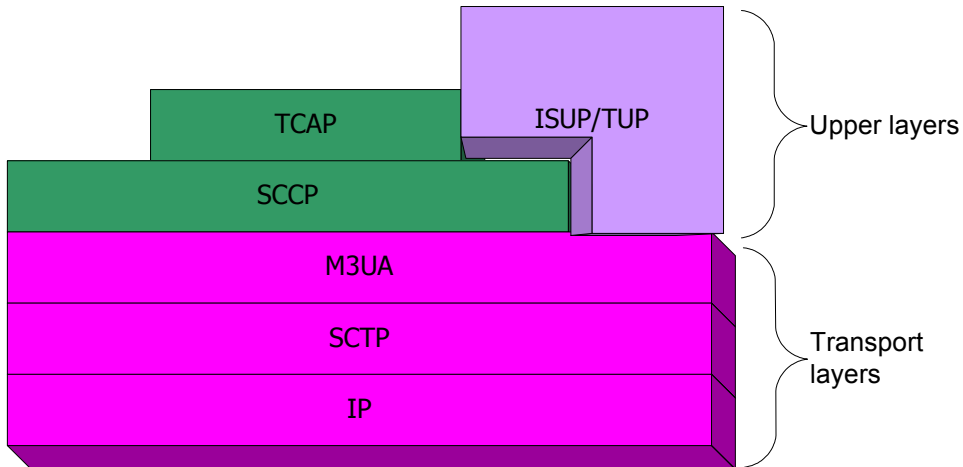 TCAP
ISUP/TUP
Upper layers
SCCP
M3UA
SCTP
Transport
layers
IP